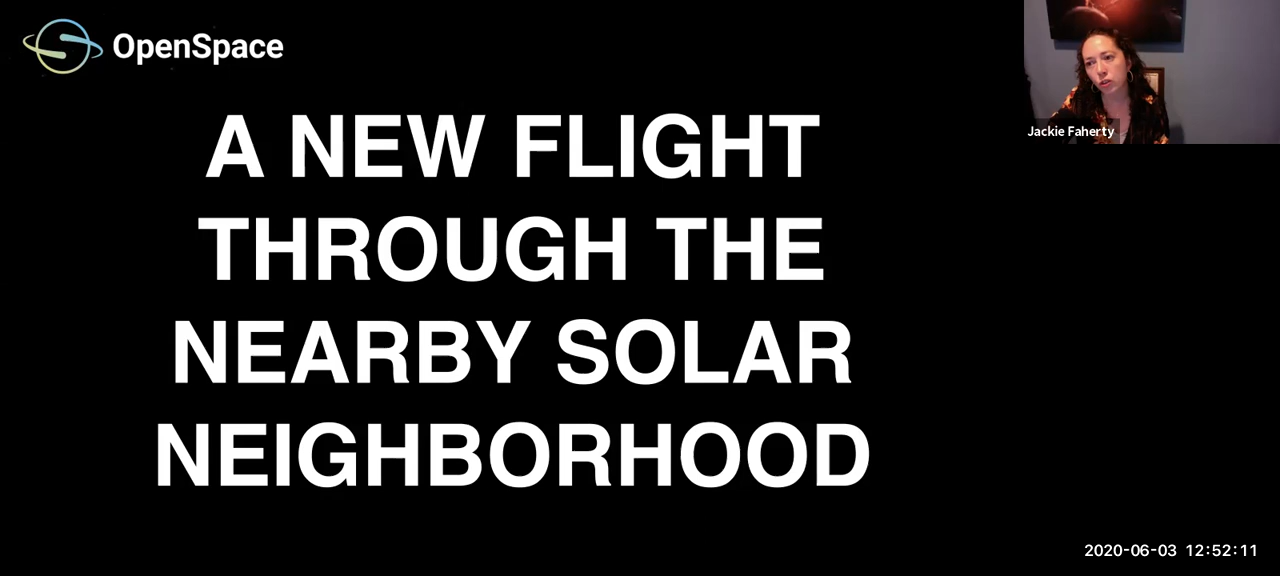 OpenSpace
Jackie Faherty
A NEW FLIGHT
THROUGH THE
NEARBY SOLAR
NEIGHBORHOOD
2020-06-03 12:52:11